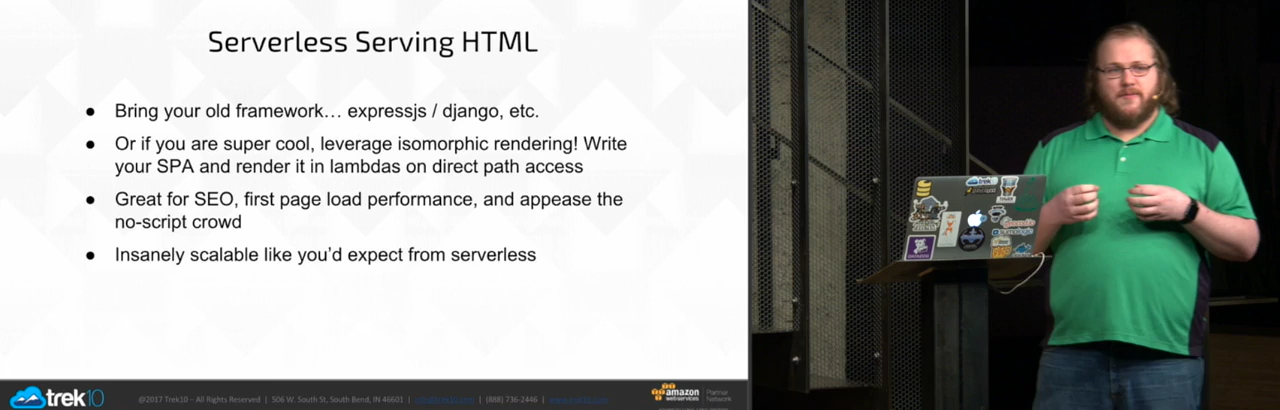 Serverless Serving HTML
● Bring your old framework… expressjs / django, etc.
● Or if you are super cool, leverage isomorphic rendering! Write
your SPA and render it in lambdas on direct path access
● Great for SEO, first page load performance, and appease the
no-script crowd
● Insanely scalable like you’d expect from serverless
trek10
@2017 Trek10 – All Rights Reserved | 506 W. South St, South Bend, IN 46601 | | (888) 736-2446 |
amazon
web services
Partner
Network
trek10